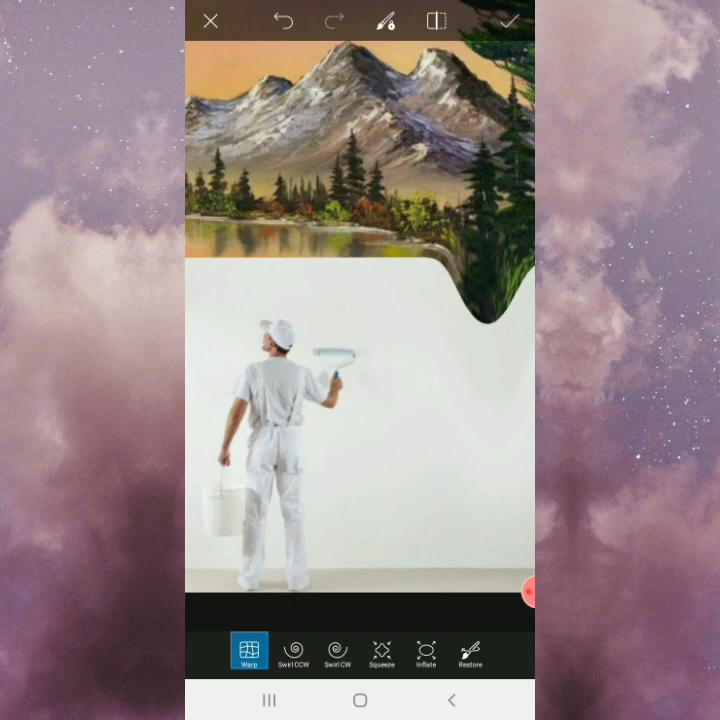 Warp
Swirl CCW
Swirl CW
Squeeze
Inflate
Restore